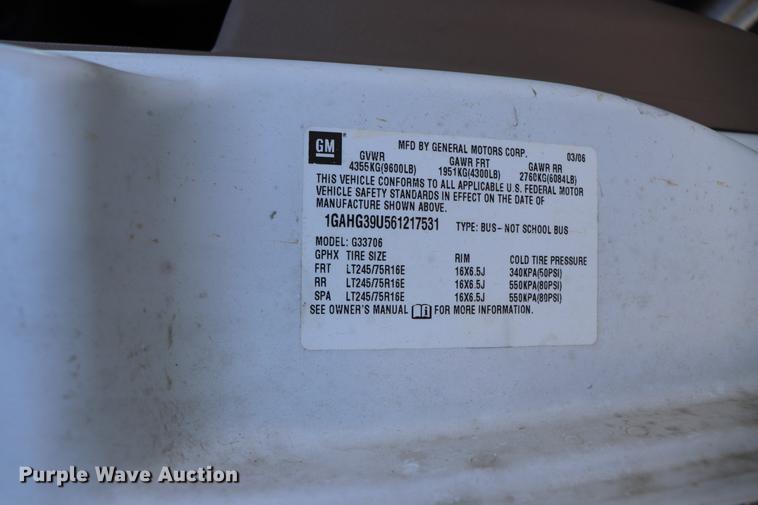 GM
MFD BY GENERAL MOTORS CORP. 03/06
GVWR GAWR FRT GAWR RR
4355KG(9600LB) 1951KG(4300LB) 2760KG(6084LB)
THIS VEHICLE CONFORMS TO ALL APPLICABLE U.S. FEDERAL MOTOR
VEHICLE SAFETY STANDARDS IN EFFECT ON THE DATE OF
MANUFACTURE SHOWN ABOVE.
1GAHG39U561217531 TYPE: BUS- NOT SCHOOL BUS
MODEL: G33706
GPHX TIRE SIZE RIM COLD TIRE PRESSURE
FRT LT245/75R16E 16X6.5J 340KPA(50PSI)
RR LT245/75R16E 16X6.5J 550KPA(80PSI)
SPA LT245/75R16E 16X6.5J 550KPA(80PSI)
SEE OWNER'S MANUAL FOR MORE INFORMATION.
Purple Wave Auction